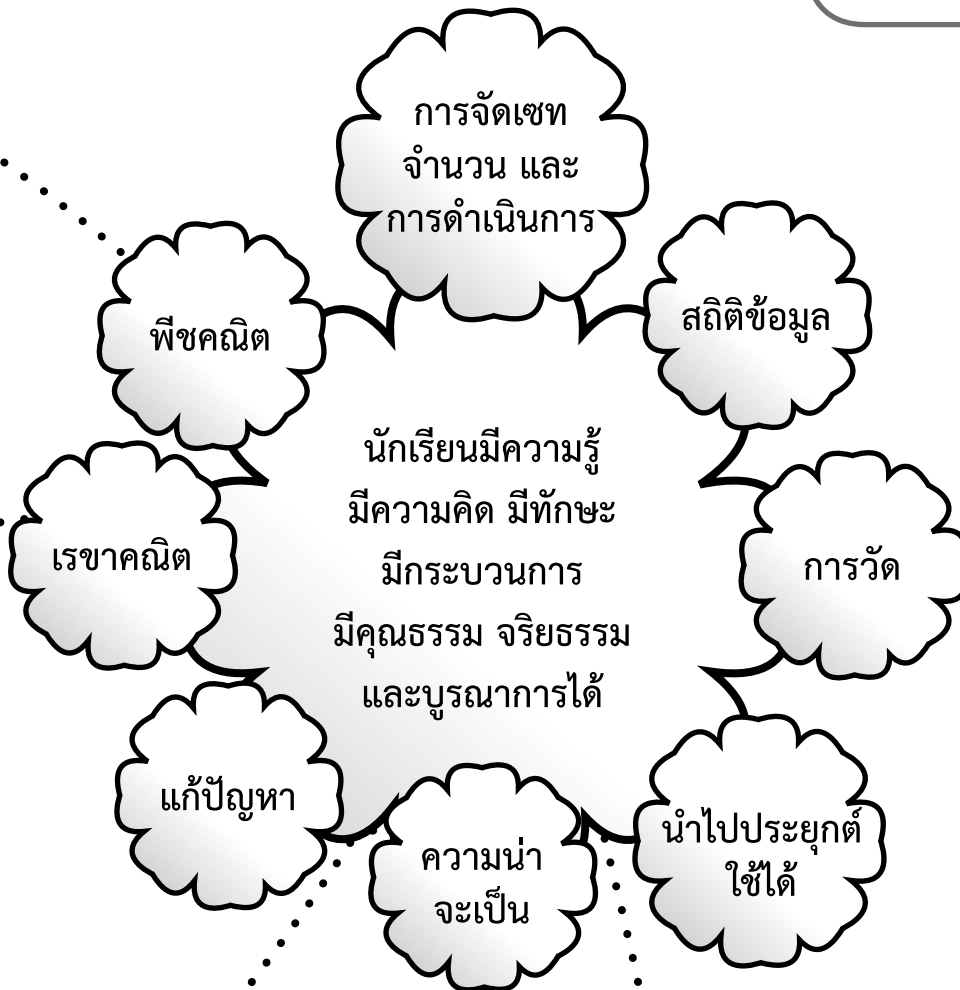 การจัดเซท
จำนวน และ
การดำเนินการ
สถิติข้อมูล
พีชคณิต
นักเรียนมีความรู้
มีความคิด มีทักษะ
มีกระบวนการ
มีคุณธรรม จริยธรรม
และบูรณาการได้
เรขาคณิต
การวัด
แก้ปัญหา
ความน่า
จะเป็น
นำไปประยุกต์
ใช้ได้